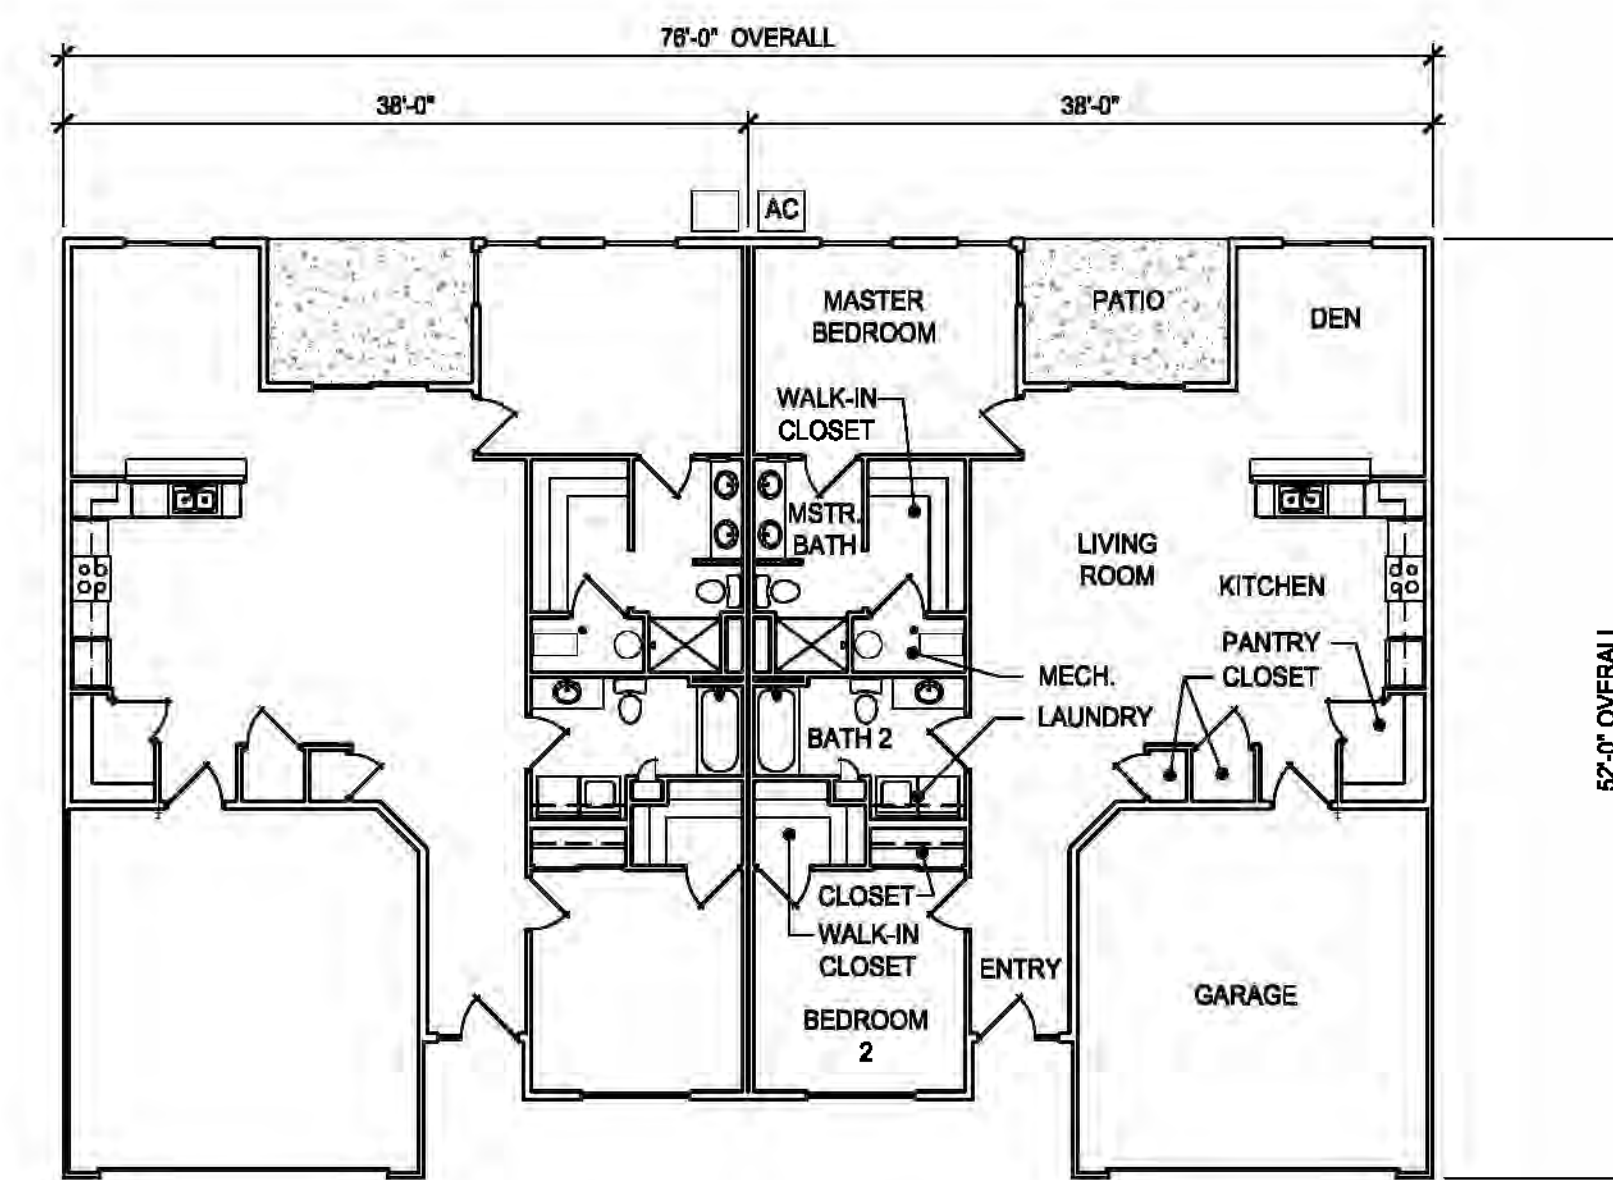 76'-0" OVERALL
38'-0"
38'-0"
AC
MASTER
BEDROOM
PATIO
DEN
WALK-IN
CLOSET
MSTR.
BATH
LIVING
ROOM
KITCHEN
PANTRY
CLOSET
MECH.
LAUNDRY
BATH 2
CLOSET
WALK-IN
CLOSET
ENTRY
BEDROOM
2
GARAGE
52'-0" OVERALL